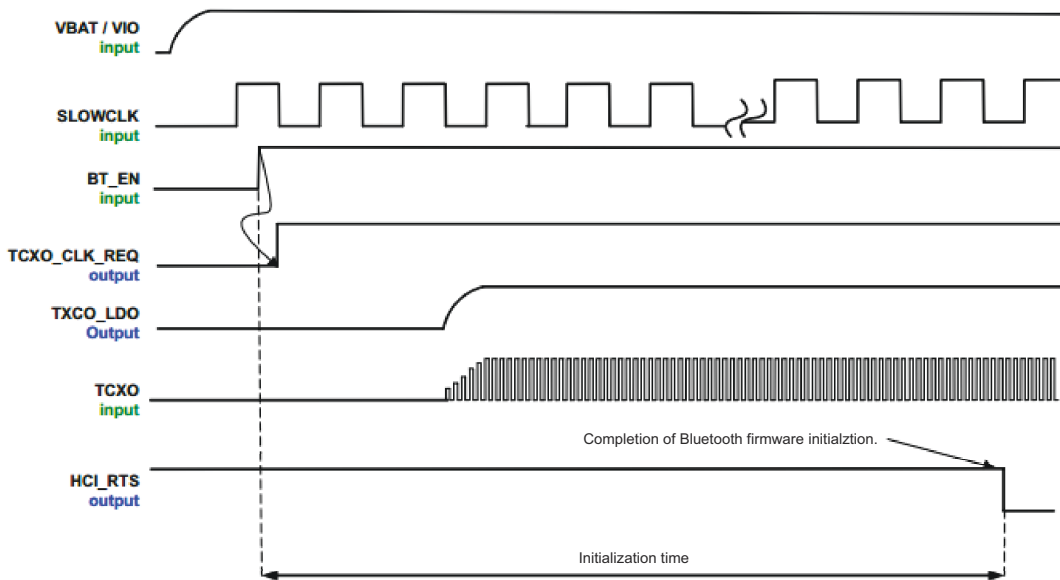 VBAT / VIO
input
SLOWCLK
input
BT_EN
input
TCXO_CLK_REQ
output
TXCO_LDO
Output
TCXO
input
Completion of Bluetooth firmware initialztion.
HCI_RTS
output
Initialization time